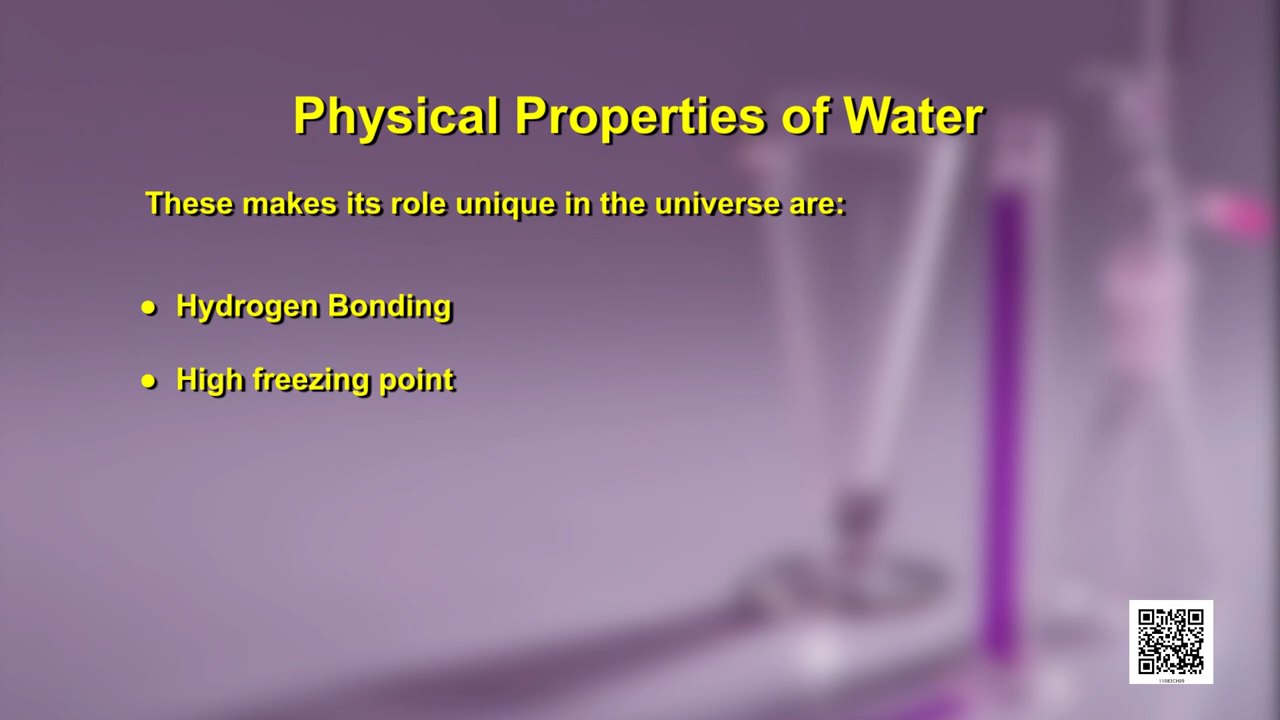 Physical Properties of Water
These makes its role unique in the universe are:
● Hydrogen Bonding
● High freezing point